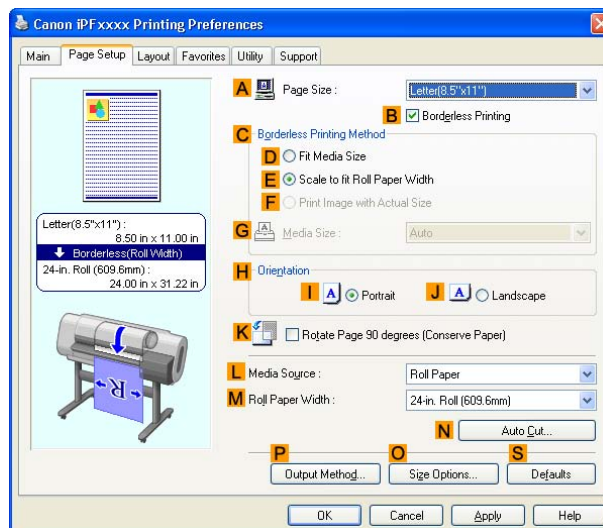 Canon iPFxxxx Printing Preferences
Main Page Setup Layout Favorites Utility Support
A Page Size : Letter(8.5"x11")
B Borderless Printing
C Borderless Printing Method
D Fit Media Size
E Scale to fit Roll Paper Width
F Print Image with Actual Size
G Media Size : Auto
Letter(8.5"x11") :
8.50 in x 11.00 in
Borderless(Roll Width)
24-in. Roll (609.6mm) :
24.00 in x 31.22 in
H Orientation
I A Portrait J A Landscape
K Rotate Page 90 degrees (Conserve Paper)
R
L Media Source : Roll Paper
M Roll Paper Width : 24-in. Roll (609.6mm)
N Auto Cut...
P O S
Output Method... Size Options... Defaults
OK Cancel Apply Help